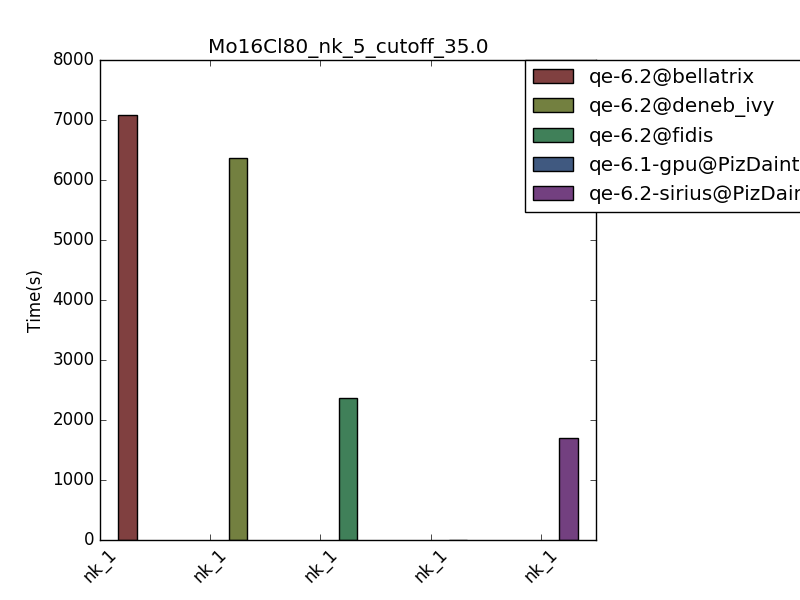 Mo16Cl80_nk_5_cutoff_35.0
8000
7000
6000
5000
4000
3000
2000
1000
0
Time(s)
nk_1
nk_1
nk_1
nk_1
nk_1
qe-6.2@bellatrix
qe-6.2@deneb_ivy
qe-6.2@fidis
qe-6.1-gpu@PizDaint
qe-6.2-sirius@PizDai